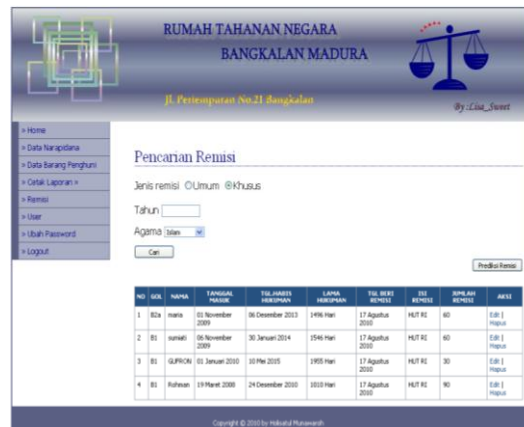 RUMAH TAHANAN NEGARA
BANGKALAN MADURA
Jl. Pertempuran No.21 Bangkalan
By :Lisa_Sweet
» Home
» Data Narapidana
» Data Barang Penghuni
» Cetak Laporan »
» Remisi
» User
» Ubah Password
» Logout
Pencarian Remisi
Jenis remisi Umum Khusus
Tahun
Agama Islam
Cari
Prediksi Remisi
NO GOL NAMA TANGGAL MASUK TGL.HABIS HUKUMAN LAMA HUKUMAN TGL BERI REMISI ISI REMISI JUMLAH REMISI AKSI
1 B2a maria 01 November 2009 06 Desember 2013 1496 Hari 17 Agustus 2010 HUT RI 60 Edit | Hapus
2 B1 sumiati 06 November 2009 30 Januari 2014 1546 Hari 17 Agustus 2010 HUT RI 60 Edit | Hapus
3 B1 GUFRON 01 Januari 2010 10 Mei 2015 1955 Hari 17 Agustus 2010 HUT RI 30 Edit | Hapus
4 B1 Rohman 19 Maret 2008 24 Desember 2010 1010 Hari 17 Agustus 2010 HUT RI 90 Edit | Hapus
Copyright © 2010 by